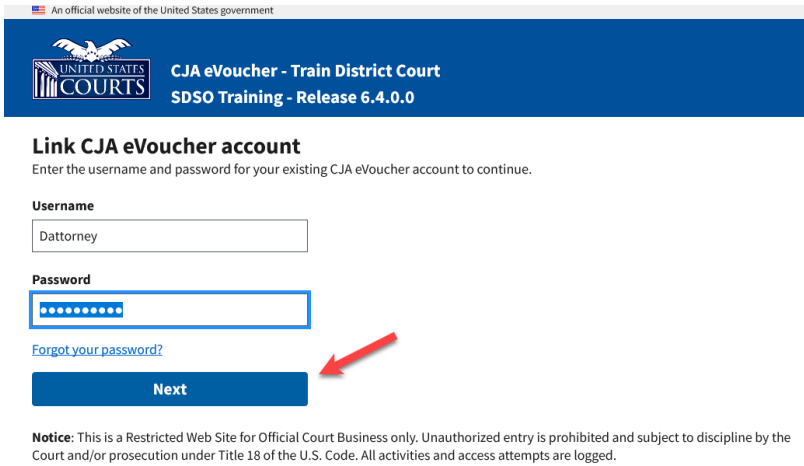 An official website of the United States government
UNITED STATES
COURTS
CJA eVoucher - Train District Court
SDSO Training - Release 6.4.0.0
Link CJA eVoucher account
Enter the username and password for your existing CJA eVoucher account to continue.
Username
Dattorney
Password
••••••••••
Forgot your password?
Next
Notice: This is a Restricted Web Site for Official Court Business only. Unauthorized entry is prohibited and subject to discipline by the
Court and/or prosecution under Title 18 of the U.S. Code. All activities and access attempts are logged.